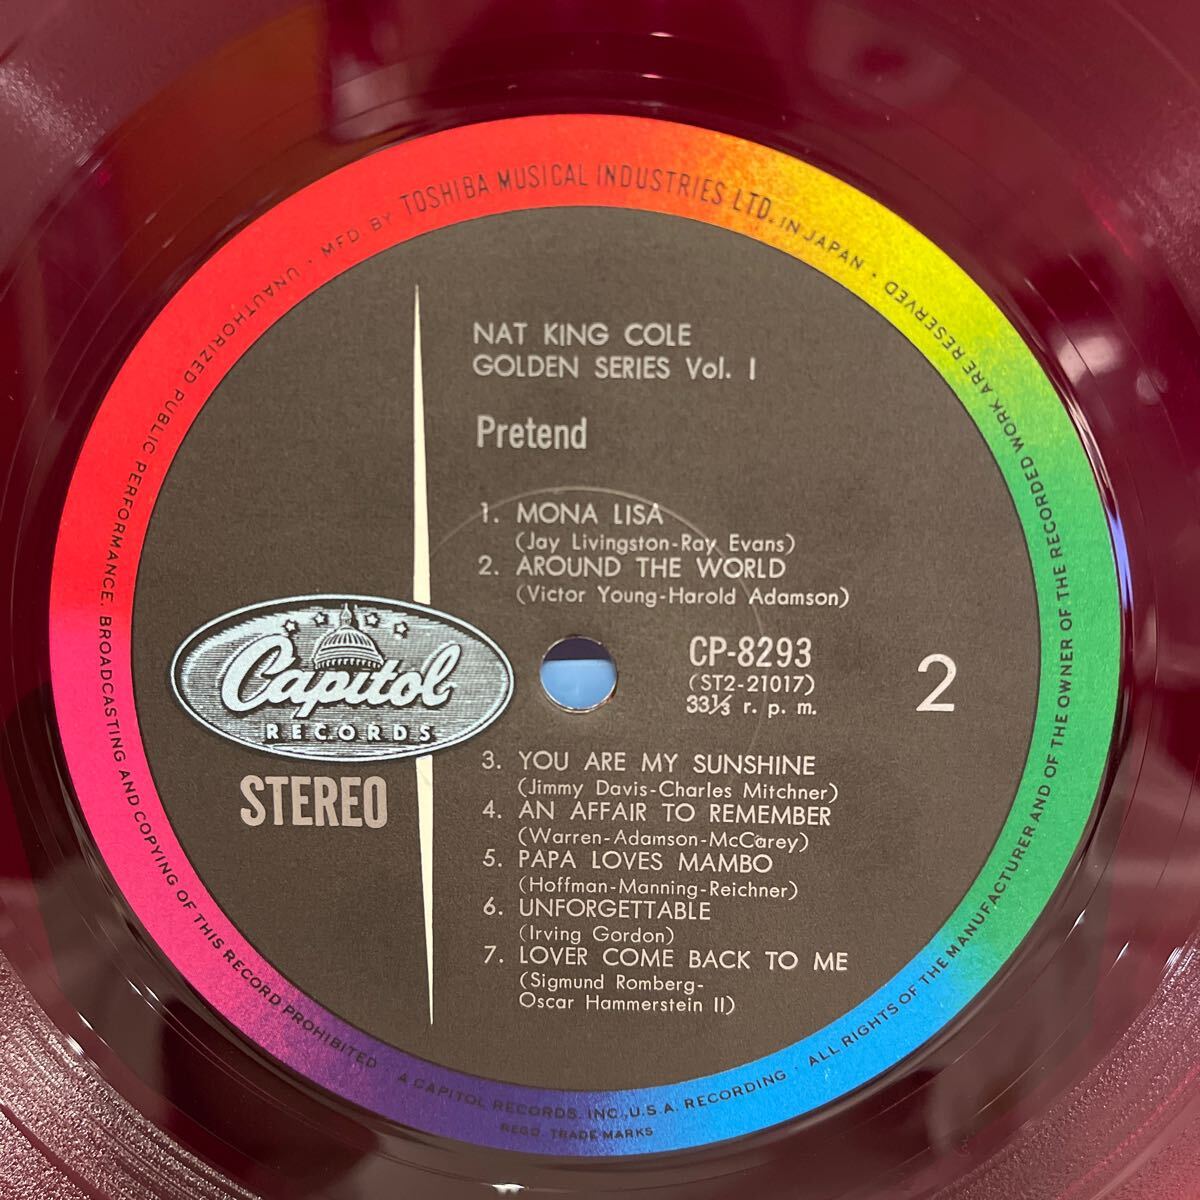 MFD BY TOSHIBA MUSICAL INDUSTRIES LTD. IN JAPAN · ALL RIGHTS OF THE MANUFACTURER AND OF THE OWNER OF THE RECORDED WORK ARE RESERVED · UNAUTHORIZED PUBLIC PERFORMANCE, BROADCASTING AND COPYING OF THIS RECORD PROHIBITED ·
NAT KING COLE
GOLDEN SERIES Vol. 1
Pretend
1. MONA LISA
(Jay Livingston-Ray Evans)
2. AROUND THE WORLD
(Victor Young-Harold Adamson)
Capitol
RECORDS
STEREO
CP-8293
(ST2-21017)
33⅓ r. p. m.
2
3. YOU ARE MY SUNSHINE
(Jimmy Davis-Charles Mitchner)
4. AN AFFAIR TO REMEMBER
(Warren-Adamson-McCarey)
5. PAPA LOVES MAMBO
(Hoffman-Manning-Reichner)
6. UNFORGETTABLE
(Irving Gordon)
7. LOVER COME BACK TO ME
(Sigmund Romberg-
Oscar Hammerstein II)
A CAPITOL RECORDS, INC., U.S.A. RECORDING ·
REGD. TRADE MARKS